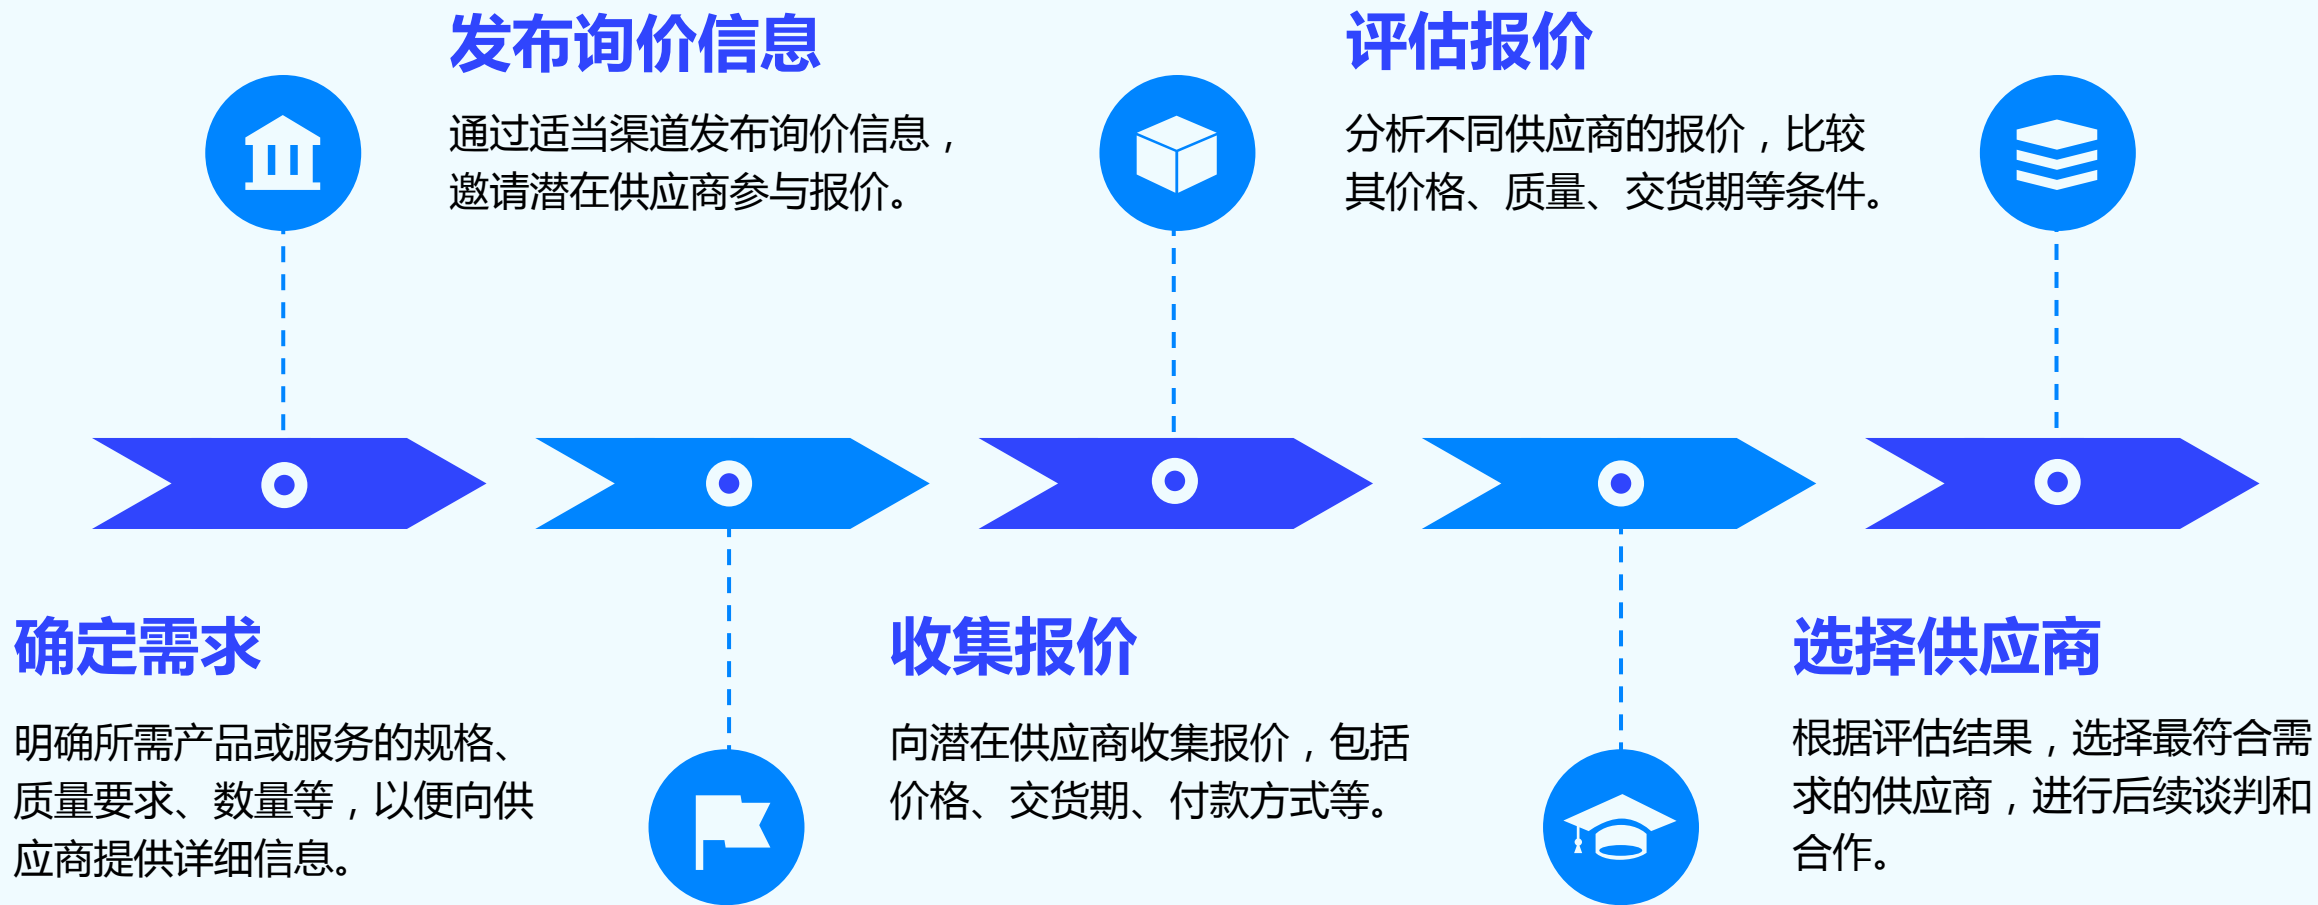 发布询价信息
通过适当渠道发布询价信息，
邀请潜在供应商参与报价。
评估报价
分析不同供应商的报价，比较
其价格、质量、交货期等条件。
确定需求
明确所需产品或服务的规格、
质量要求、数量等，以便向供
应商提供详细信息。
收集报价
向潜在供应商收集报价，包括
价格、交货期、付款方式等。
选择供应商
根据评估结果，选择最符合需
求的供应商，进行后续谈判和
合作。